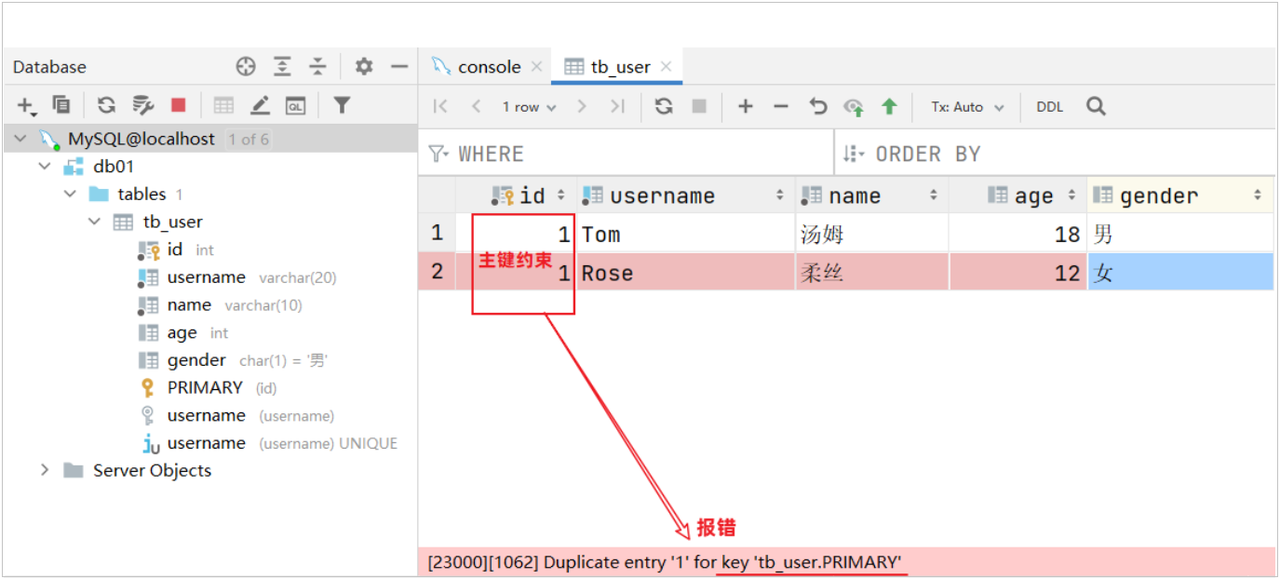 Database
MySQL@localhost 1 of 6
db01
tables 1
tb_user
id int
username varchar(20)
name varchar(10)
age int
gender char(1) = '男'
PRIMARY (id)
username (username)
username (username) UNIQUE
Server Objects
console
tb_user
1 row
Tx: Auto
DDL
WHERE
ORDER BY
id username name age gender
1 1 Tom 汤姆 18 男
主键约束
2 1 Rose 柔丝 12 女
报错
[23000][1062] Duplicate entry '1' for key 'tb_user.PRIMARY'